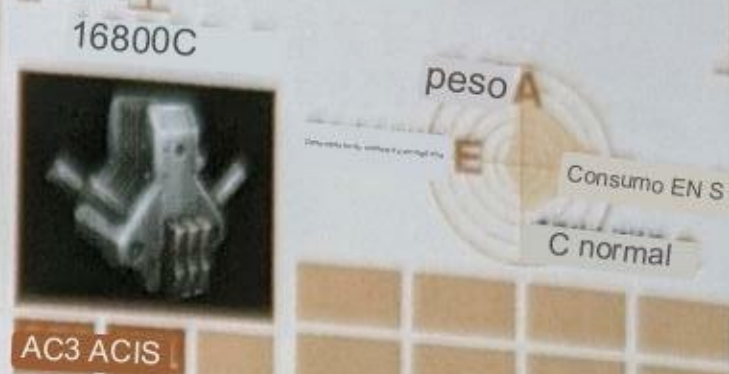 16800C
peso A
E
Consumo EN S
C normal
AC3 ACIS